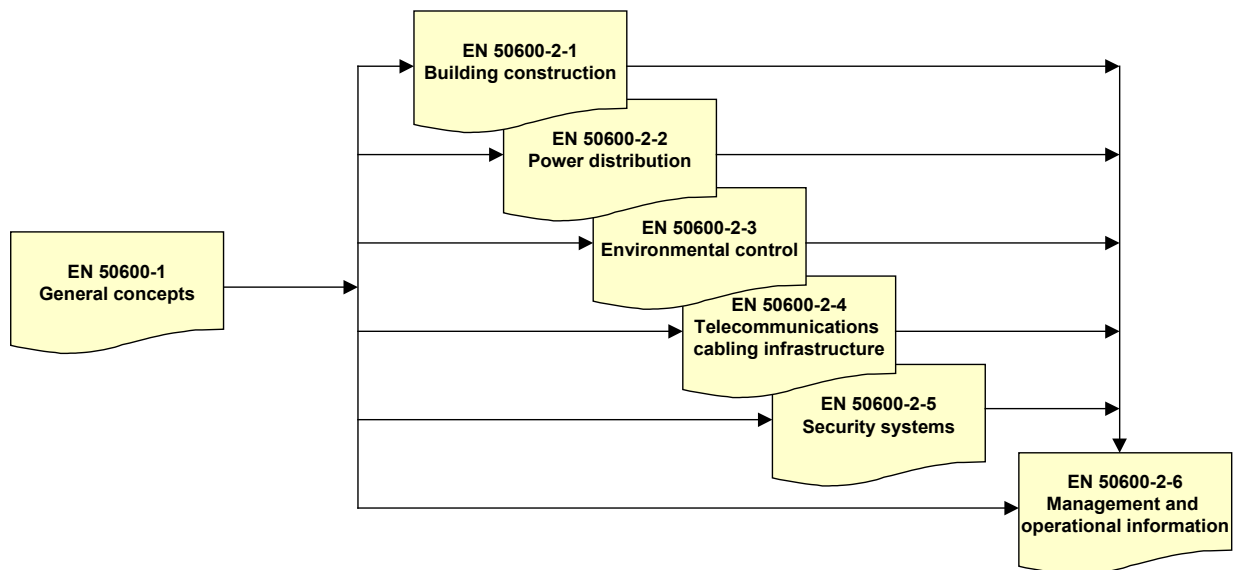 EN 50600-2-1
Building construction
EN 50600-2-2
Power distribution
EN 50600-2-3
Environmental control
EN 50600-1
General concepts
EN 50600-2-4
Telecommunications
cabling infrastructure
EN 50600-2-5
Security systems
EN 50600-2-6
Management and
operational information